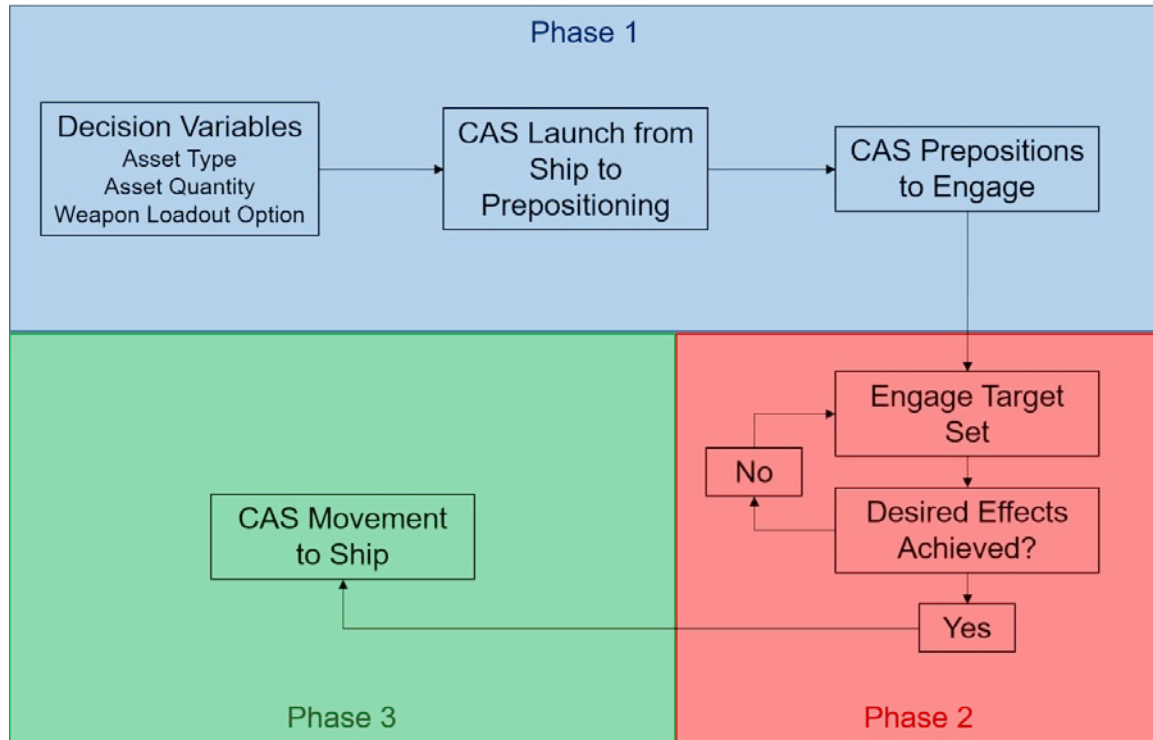 Phase 1
Decision Variables
Asset Type
Asset Quantity
Weapon Loadout Option
CAS Launch from
Ship to
Prepositioning
CAS Prepositions
to Engage
Engage Target
Set
No
Desired Effects
Achieved?
Yes
CAS Movement
to Ship
Phase 3
Phase 2